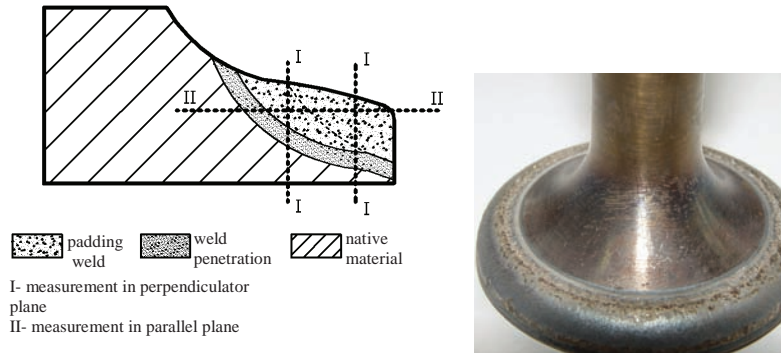 I
I
II
II
I
I
padding
weld
weld
penetration
native
material
I- measurement in perpendiculator
plane
II- measurement in parallel plane